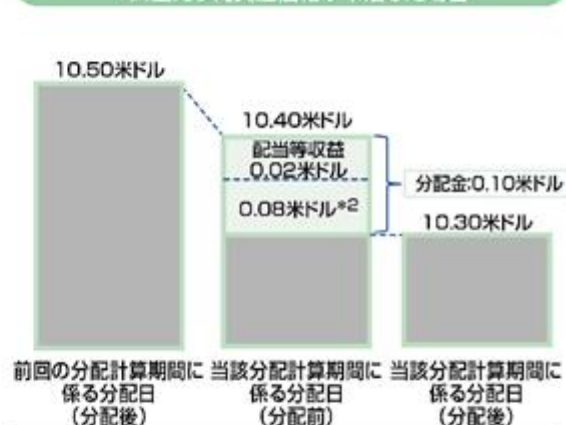 10.50米ドル
10.40米ドル
配当等収益
0.02米ドル
0.08米ドル*2
分配金:0.10米ドル
10.30米ドル
前回の分配計算期間に
係る分配日
(分配後)
当該分配計算期間に
係る分配日
(分配前)
当該分配計算期間に
係る分配日
(分配後)